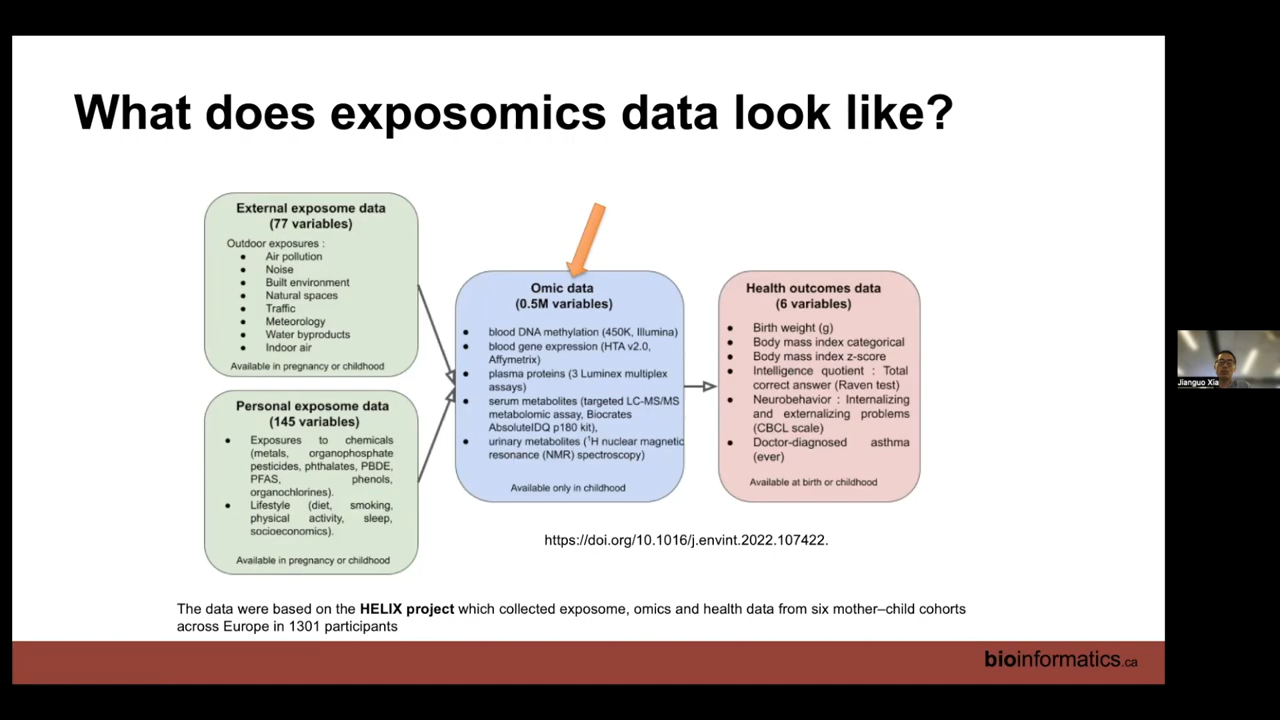 What does exposomics data look like?
External exposome data
(77 variables)
Outdoor exposures :
● Air pollution
● Noise
● Built environment
● Natural spaces
● Traffic
● Meteorology
● Water byproducts
● Indoor air
Available in pregnancy or childhood
Personal exposome data
(145 variables)
● Exposures to chemicals
(metals, organophosphate
pesticides, phthalates, PBDE,
PFAS, phenols,
organochlorines).
● Lifestyle (diet, smoking,
physical activity, sleep,
socioeconomics).
Available in pregnancy or childhood
Omic data
(0.5M variables)
● blood DNA methylation (450K, Illumina)
● blood gene expression (HTA v2.0,
Affymetrix)
● plasma proteins (3 Luminex multiplex
assays)
● serum metabolites (targeted LC-MS/MS
metabolomic assay, Biocrates
AbsoluteIDQ p180 kit),
● urinary metabolites (¹H nuclear magnetic
resonance (NMR) spectroscopy)
Available only in childhood
Health outcomes data
(6 variables)
● Birth weight (g)
● Body mass index categorical
● Body mass index z-score
● Intelligence quotient : Total
correct answer (Raven test)
● Neurobehavior : Internalizing
and externalizing problems
(CBCL scale)
● Doctor-diagnosed asthma
(ever)
Available at birth or childhood
https://doi.org/10.1016/j.envint.2022.107422.
The data were based on the HELIX project which collected exposome, omics and health data from six mother–child cohorts
across Europe in 1301 participants
bioinformatics.ca
Jianguo Xia